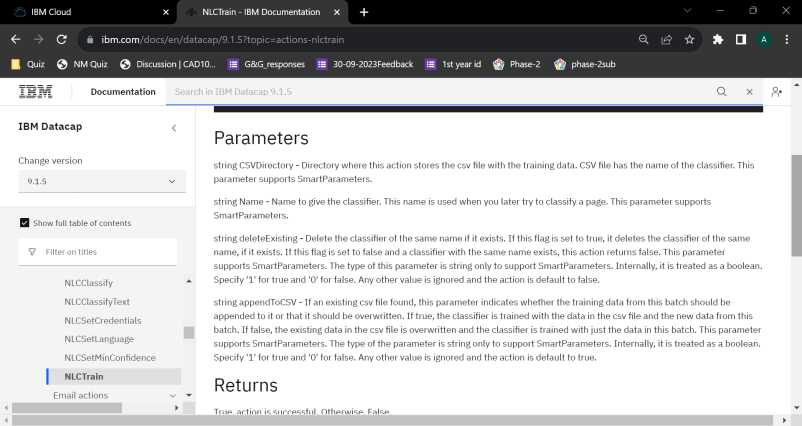 IBM Cloud
NLCTrain - IBM Documentation
ibm.com/docs/en/datacap/9.1.5?topic=actions-nlctrain
A
Quiz
NM Quiz
Discussion | CAD10...
G&G_responses
30-09-2023Feedback
1st year id
Phase-2
phase-2sub
IBM
Documentation
Search in IBM Datacap 9.1.5
IBM Datacap
Change version
9.1.5
Show full table of contents
Filter on titles
NLCClassify
NLCClassifyText
NLCSetCredentials
NLCSetLanguage
NLCSetMinConfidence
NLCTrain
Email actions
Parameters
string CSVDirectory - Directory where this action stores the csv file with the training data. CSV file has the name of the classifier. This
parameter supports SmartParameters.
string Name - Name to give the classifier. This name is used when you later try to classify a page. This parameter supports
SmartParameters.
string deleteExisting - Delete the classifier of the same name if it exists. If this flag is set to true, it deletes the classifier of the same
name, if it exists. If this flag is set to false and a classifier with the same name exists, this action returns false. This parameter
supports SmartParameters. The type of this parameter is string only to support SmartParameters. Internally, it is treated as a boolean.
Specify '1' for true and '0' for false. Any other value is ignored and the action is default to false.
string appendToCSV - If an existing csv file found, this parameter indicates whether the training data from this batch should be
appended to it or that it should be overwritten. If true, the classifier is trained with the data in the csv file and the new data from this
batch. If false, the existing data in the csv file is overwritten and the classifier is trained with just the data in this batch. This parameter
supports SmartParameters. The type of the parameter is string only to support SmartParameters. Internally, it is treated as a boolean.
Specify '1' for true and '0' for false. Any other value is ignored and the action is default to true.
Returns
True, action is successful. Otherwise, False.